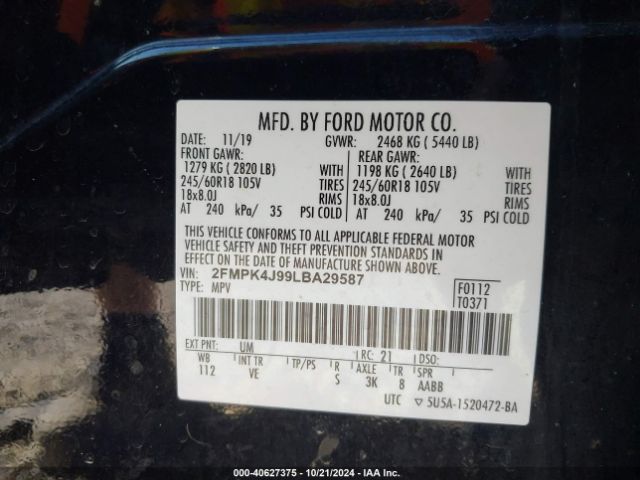 MFD. BY FORD MOTOR CO.
DATE: 11/19 GVWR: 2468 KG ( 5440 LB)
FRONT GAWR: REAR GAWR:
1279 KG ( 2820 LB) WITH 1198 KG ( 2640 LB) WITH
245/60R18 105V TIRES 245/60R18 105V TIRES
18x8.0J RIMS 18x8.0J RIMS
AT 240 kPa/ 35 PSI COLD AT 240 kPa/ 35 PSI COLD
THIS VEHICLE CONFORMS TO ALL APPLICABLE FEDERAL MOTOR
VEHICLE SAFETY AND THEFT PREVENTION STANDARDS IN
EFFECT ON THE DATE OF MANUFACTURE SHOWN ABOVE.
VIN: 2FMPK4J99LBA29587 F0112
TYPE: MPV T0371
EXT PNT: UM RC: 21 DSO:
WB INT TR TP/PS R AXLE TR SPR
112 VE S 3K 8 AABB
UTC ▽ 5U5A-1520472-BA
000-40627375 - 10/21/2024 - IAA Inc.